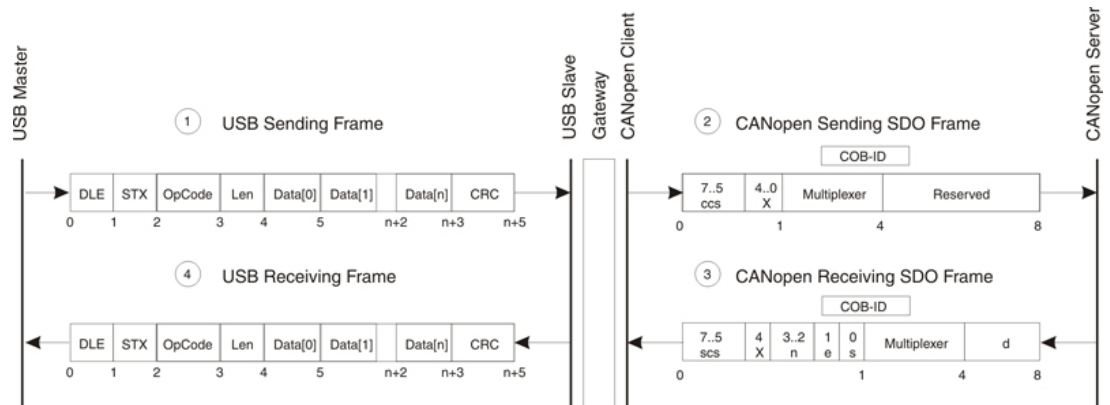 USB Master
USB Slave
Gateway
CANopen Client
CANopen Server
1 USB Sending Frame
DLE STX OpCode Len Data[0] Data[1] Data[n] CRC
0 1 2 3 4 5 n+2 n+3 n+5
2 CANopen Sending SDO Frame
COB-ID
7..5 4..0 Multiplexer Reserved
ccs X
0 1 4 8
4 USB Receiving Frame
DLE STX OpCode Len Data[0] Data[1] Data[n] CRC
0 1 2 3 4 5 n+2 n+3 n+5
3 CANopen Receiving SDO Frame
COB-ID
7..5 4 3..2 1 0 Multiplexer d
scs X n e s
0 1 4 8